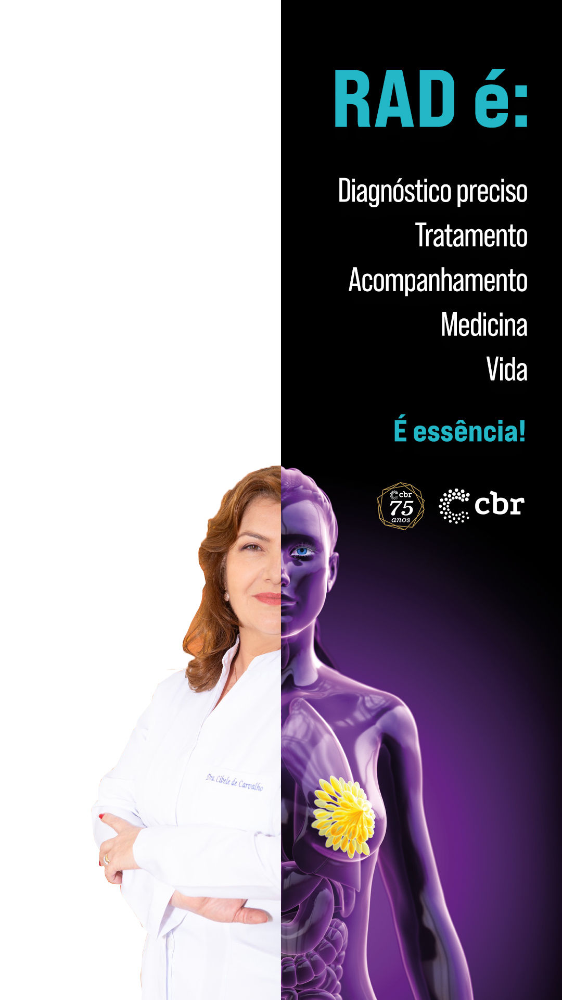 RAD é:
Diagnóstico preciso
Tratamento
Acompanhamento
Medicina
Vida
É essência!
cbr
75
anos
cbr
Dra. Cibele de Carvalho